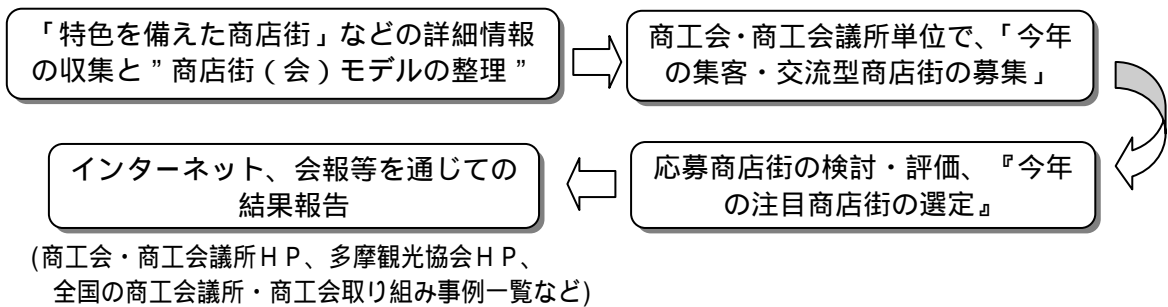 「特色を備えた商店街」などの詳細情報
の収集と”商店街（会）モデルの整理”
商工会・商工会議所単位で、「今年
の集客・交流型商店街の募集」
応募商店街の検討・評価、『今年
の注目商店街の選定』
インターネット、会報等を通じての
結果報告
(商工会・商工会議所ＨＰ、多摩観光協会ＨＰ、
全国の商工会議所・商工会取り組み事例一覧など)